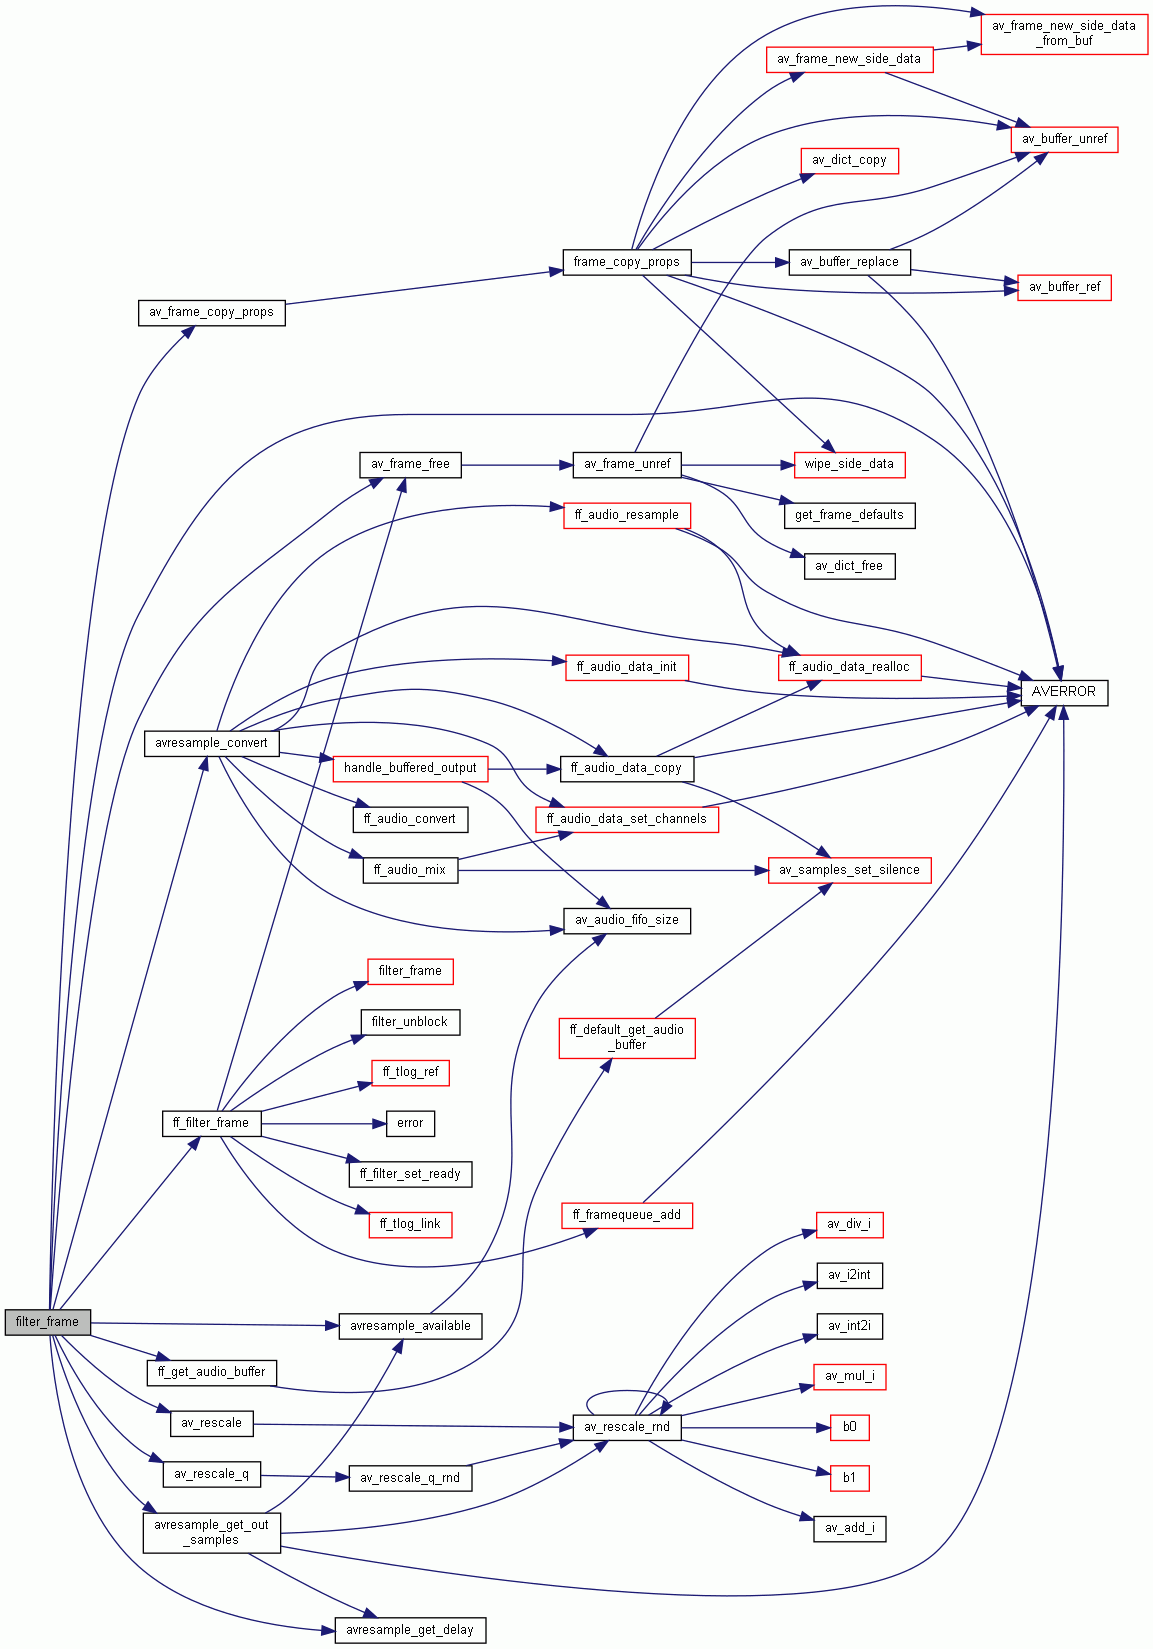 av_frame_new_side_data
_from_buf
av_frame_new_side_data
av_buffer_unref
av_dict_copy
frame_copy_props
av_buffer_replace
av_buffer_ref
av_frame_copy_props
av_frame_free
av_frame_unref
wipe_side_data
get_frame_defaults
ff_audio_resample
av_dict_free
ff_audio_data_init
ff_audio_data_realloc
AVERROR
avresample_convert
handle_buffered_output
ff_audio_data_copy
ff_audio_convert
ff_audio_data_set_channels
ff_audio_mix
av_samples_set_silence
av_audio_fifo_size
filter_frame
filter_unblock
ff_default_get_audio
_buffer
ff_tlog_ref
ff_filter_frame
error
ff_filter_set_ready
ff_framequeue_add
ff_tlog_link
av_div_i
av_i2int
filter_frame
avresample_available
av_int2i
ff_get_audio_buffer
av_mul_i
av_rescale
av_rescale_rnd
b0
av_rescale_q
av_rescale_q_rnd
b1
avresample_get_out
_samples
av_add_i
avresample_get_delay